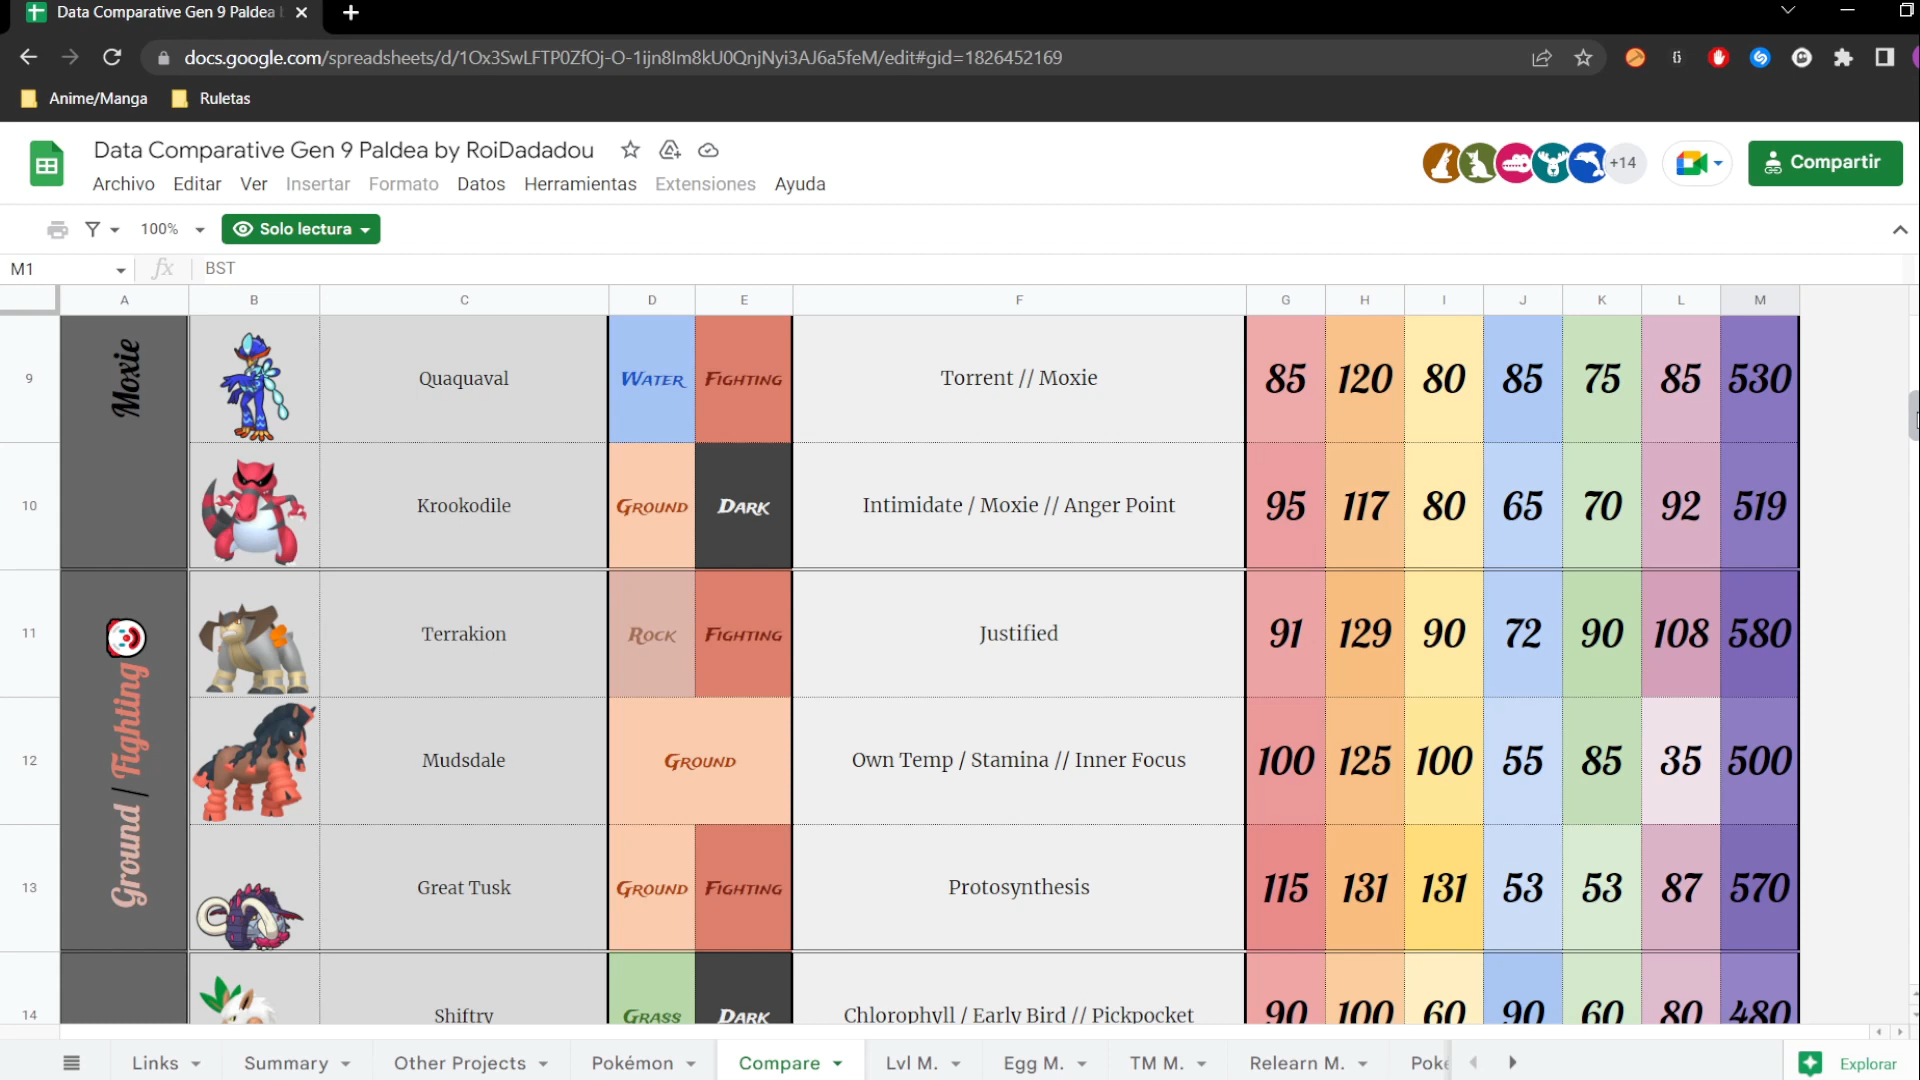 Data Comparative Gen 9 Paldea
docs.google.com/spreadsheets/d/1Ox3SwLFTP0ZfOj-O-1ijn8Im8kU0QnjNyi3AJ6a5feM/edit#gid=1826452169
Anime/Manga Ruletas
Data Comparative Gen 9 Paldea by RoiDadadou
+14
Compartir
Archivo Editar Ver Insertar Formato Datos Herramientas Extensiones Ayuda
100% Solo lectura
M1 fx BST
A B C D E F G H I J K L M
Moxie
9 Quaquaval WATER FIGHTING Torrent // Moxie 85 120 80 85 75 85 530
10 Krookodile GROUND DARK Intimidate / Moxie // Anger Point 95 117 80 65 70 92 519
Ground / Fighting
11 Terrakion ROCK FIGHTING Justified 91 129 90 72 90 108 580
12 Mudsdale GROUND Own Temp / Stamina // Inner Focus 100 125 100 55 85 35 500
13 Great Tusk GROUND FIGHTING Protosynthesis 115 131 131 53 53 87 570
14 Shiftry GRASS DARK Chlorophyll / Early Bird // Pickpocket 90 100 60 90 60 80 480
Links Summary Other Projects Pokémon Compare Lvl M. Egg M. TM M. Relearn M. Poké
Explorar